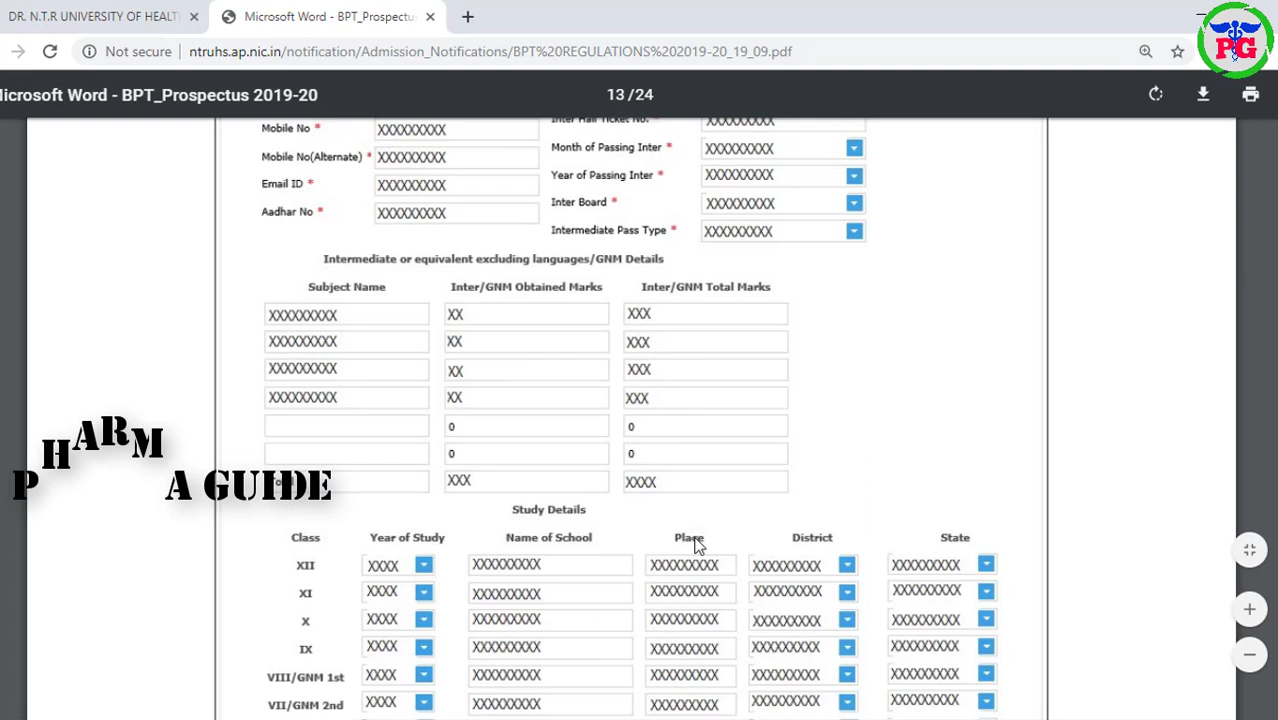 DR. N.T.R UNIVERSITY OF HEALT
Microsoft Word - BPT_Prospectu
Not secure
ntruhs.ap.nic.in/notification/Admission_Notifications/BPT%20REGULATIONS%202019-20_19_09.pdf
PG
Microsoft Word - BPT_Prospectus 2019-20
13 / 24
Mobile No * XXXXXXXXX
Inter Hall Ticket No. * XXXXXXXXX
Mobile No(Alternate) * XXXXXXXXX
Month of Passing Inter * XXXXXXXXX
Email ID * XXXXXXXXX
Year of Passing Inter * XXXXXXXXX
Aadhar No * XXXXXXXXX
Inter Board * XXXXXXXXX
Intermediate Pass Type * XXXXXXXXX
Intermediate or equivalent excluding languages/GNM Details
Subject Name Inter/GNM Obtained Marks Inter/GNM Total Marks
XXXXXXXXX XX XXX
XXXXXXXXX XX XXX
XXXXXXXXX XX XXX
XXXXXXXXX XX XXX
0 0
0 0
XXX XXXX
PHARMA GUIDE
Study Details
Class Year of Study Name of School Place District State
XII XXXX XXXXXXXXX XXXXXXXXX XXXXXXXXX XXXXXXXXX
XI XXXX XXXXXXXXX XXXXXXXXX XXXXXXXXX XXXXXXXXX
X XXXX XXXXXXXXX XXXXXXXXX XXXXXXXXX XXXXXXXXX
IX XXXX XXXXXXXXX XXXXXXXXX XXXXXXXXX XXXXXXXXX
VIII/GNM 1st XXXX XXXXXXXXX XXXXXXXXX XXXXXXXXX XXXXXXXXX
VII/GNM 2nd XXXX XXXXXXXXX XXXXXXXXX XXXXXXXXX XXXXXXXXX